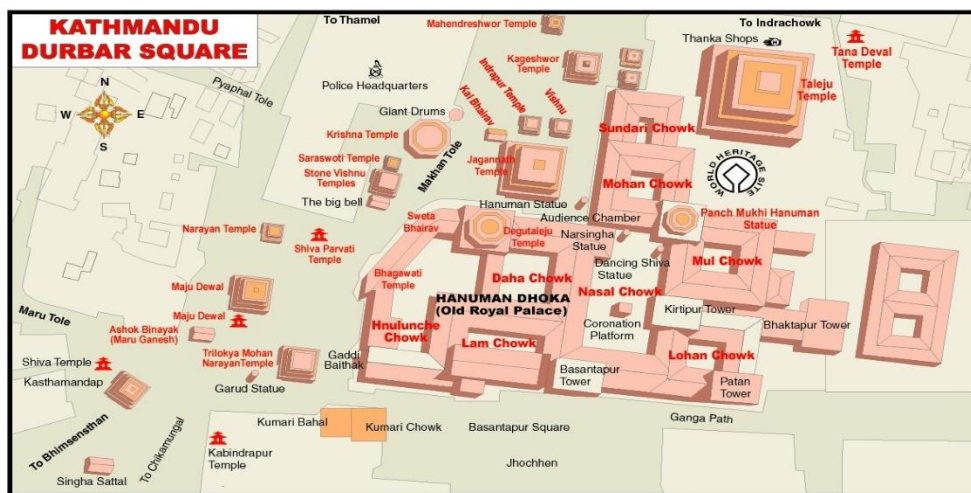 KATHMANDU
DURBAR SQUARE
To Thamel
Mahendreshwor Temple
To Indrachowk
Thanka Shops
Tana Deval
Temple
Pyaphal Tole
N
W
E
S
Police Headquarters
Kageshwor
Temple
Indrapur Temple
Vishnu
Kal Bhairav
Taleju
Temple
Giant Drums
Krishna Temple
Makhan Tole
Sundari Chowk
Saraswoti Temple
Stone Vishnu
Temples
The big bell
Jagannath
Temple
Mohan Chowk
WORLD HERITAGE SITE
Hanuman Statue
Audience Chamber
Panch Mukhi Hanuman
Statue
Sweta
Bhairav
Degutaleju
Temple
Narsingha
Statue
Narayan Temple
Shiva Parvati
Temple
Dancing Shiva
Statue
Mul Chowk
Bhagawati
Temple
Daha Chowk
Nasal Chowk
Maju Dewal
HANUMAN DHOKA
(Old Royal Palace)
Kirtipur Tower
Maru Tole
Maju Dewal
Ashok Binayak
(Maru Ganesh)
Hnulunche
Chowk
Coronation
Platform
Bhaktapur Tower
Lam Chowk
Lohan Chowk
Shiva Temple
Trilokya Mohan
NarayanTemple
Gaddi
Baithak
Basantapur
Tower
Patan
Tower
Kasthamandap
Garud Statue
Ganga Path
Kumari Bahal
Kumari Chowk
Basantapur Square
To Bhimsensthan
To Chikamungal
Kabindrapur
Temple
Jhochhen
Singha Sattal